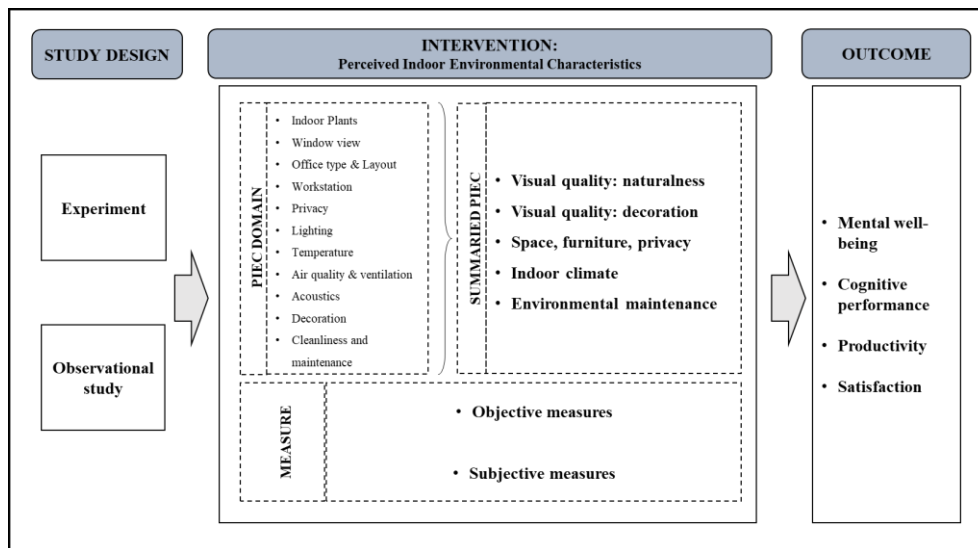 STUDY DESIGN
INTERVENTION:
Perceived Indoor Environmental Characteristics
OUTCOME
Experiment
Observational
study
PIEC DOMAIN
• Indoor Plants
• Window view
• Office type & Layout
• Workstation
• Privacy
• Lighting
• Temperature
• Air quality & ventilation
• Acoustics
• Decoration
• Cleanliness and
maintenance
SUMMARIED PIEC
• Visual quality: naturalness
• Visual quality: decoration
• Space, furniture, privacy
• Indoor climate
• Environmental maintenance
MEASURE
• Objective measures
• Subjective measures
• Mental well-
being
• Cognitive
performance
• Productivity
• Satisfaction